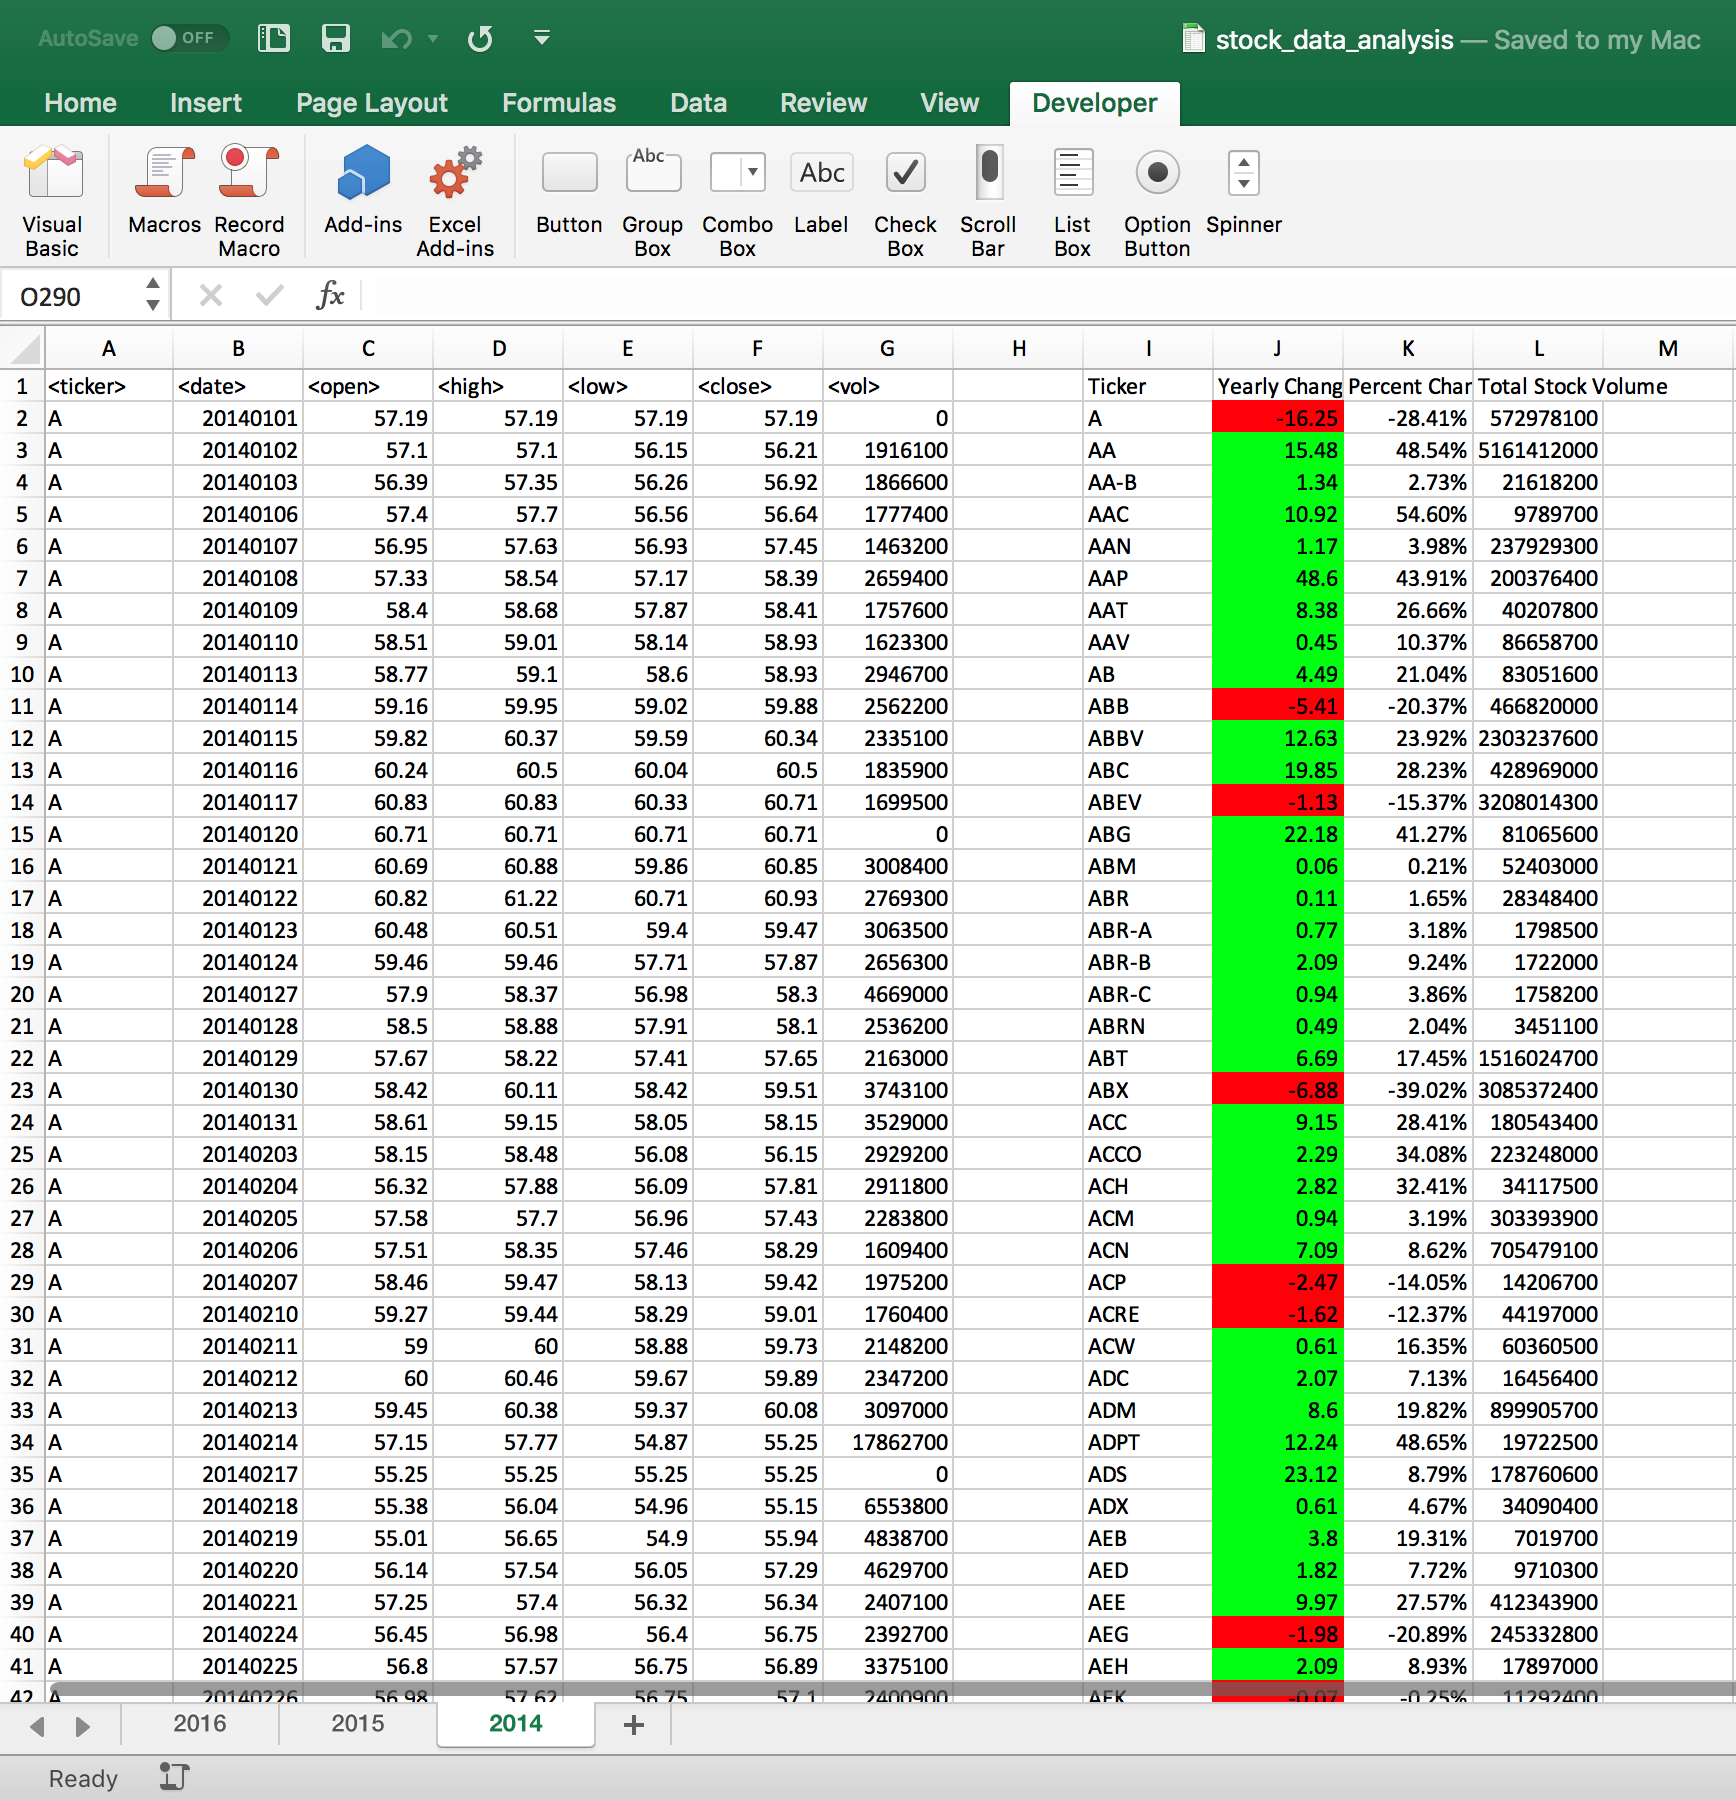 AutoSave OFF stock_data_analysis — Saved to my Mac
Home Insert Page Layout Formulas Data Review View Developer
Visual Basic Macros Record Macro Add-ins Excel Add-ins Button Group Box Combo Box Label Check Box Scroll Bar List Box Option Button Spinner
Abc Abc
O290 fx
A B C D E F G H I J K L M
1 <ticker> <date> <open> <high> <low> <close> <vol> Ticker Yearly Chang Percent Char Total Stock Volume
2 A 20140101 57.19 57.19 57.19 57.19 0 A -16.25 -28.41% 572978100
3 A 20140102 57.1 57.1 56.15 56.21 1916100 AA 15.48 48.54% 5161412000
4 A 20140103 56.39 57.35 56.26 56.92 1866600 AA-B 1.34 2.73% 21618200
5 A 20140106 57.4 57.7 56.56 56.64 1777400 AAC 10.92 54.60% 9789700
6 A 20140107 56.95 57.63 56.93 57.45 1463200 AAN 1.17 3.98% 237929300
7 A 20140108 57.33 58.54 57.17 58.39 2659400 AAP 48.6 43.91% 200376400
8 A 20140109 58.4 58.68 57.87 58.41 1757600 AAT 8.38 26.66% 40207800
9 A 20140110 58.51 59.01 58.14 58.93 1623300 AAV 0.45 10.37% 86658700
10 A 20140113 58.77 59.1 58.6 58.93 2946700 AB 4.49 21.04% 83051600
11 A 20140114 59.16 59.95 59.02 59.88 2562200 ABB -5.41 -20.37% 466820000
12 A 20140115 59.82 60.37 59.59 60.34 2335100 ABBV 12.63 23.92% 2303237600
13 A 20140116 60.24 60.5 60.04 60.5 1835900 ABC 19.85 28.23% 428969000
14 A 20140117 60.83 60.83 60.33 60.71 1699500 ABEV -1.13 -15.37% 3208014300
15 A 20140120 60.71 60.71 60.71 60.71 0 ABG 22.18 41.27% 81065600
16 A 20140121 60.69 60.88 59.86 60.85 3008400 ABM 0.06 0.21% 52403000
17 A 20140122 60.82 61.22 60.71 60.93 2769300 ABR 0.11 1.65% 28348400
18 A 20140123 60.48 60.51 59.4 59.47 3063500 ABR-A 0.77 3.18% 1798500
19 A 20140124 59.46 59.46 57.71 57.87 2656300 ABR-B 2.09 9.24% 1722000
20 A 20140127 57.9 58.37 56.98 58.3 4669000 ABR-C 0.94 3.86% 1758200
21 A 20140128 58.5 58.88 57.91 58.1 2536200 ABRN 0.49 2.04% 3451100
22 A 20140129 57.67 58.22 57.41 57.65 2163000 ABT 6.69 17.45% 1516024700
23 A 20140130 58.42 60.11 58.42 59.51 3743100 ABX -6.88 -39.02% 3085372400
24 A 20140131 58.61 59.15 58.05 58.15 3529000 ACC 9.15 28.41% 180543400
25 A 20140203 58.15 58.48 56.08 56.15 2929200 ACCO 2.29 34.08% 223248000
26 A 20140204 56.32 57.88 56.09 57.81 2911800 ACH 2.82 32.41% 34117500
27 A 20140205 57.58 57.7 56.96 57.43 2283800 ACM 0.94 3.19% 303393900
28 A 20140206 57.51 58.35 57.46 58.29 1609400 ACN 7.09 8.62% 705479100
29 A 20140207 58.46 59.47 58.13 59.42 1975200 ACP -2.47 -14.05% 14206700
30 A 20140210 59.27 59.44 58.29 59.01 1760400 ACRE -1.62 -12.37% 44197000
31 A 20140211 59 60 58.88 59.73 2148200 ACW 0.61 16.35% 60360500
32 A 20140212 60 60.46 59.67 59.89 2347200 ADC 2.07 7.13% 16456400
33 A 20140213 59.45 60.38 59.37 60.08 3097000 ADM 8.6 19.82% 899905700
34 A 20140214 57.15 57.77 54.87 55.25 17862700 ADPT 12.24 48.65% 19722500
35 A 20140217 55.25 55.25 55.25 55.25 0 ADS 23.12 8.79% 178760600
36 A 20140218 55.38 56.04 54.96 55.15 6553800 ADX 0.61 4.67% 34090400
37 A 20140219 55.01 56.65 54.9 55.94 4838700 AEB 3.8 19.31% 7019700
38 A 20140220 56.14 57.54 56.05 57.29 4629700 AED 1.82 7.72% 9710300
39 A 20140221 57.25 57.4 56.32 56.34 2407100 AEE 9.97 27.57% 412343900
40 A 20140224 56.45 56.98 56.4 56.75 2392700 AEG -1.98 -20.89% 245332800
41 A 20140225 56.8 57.57 56.75 56.89 3375100 AEH 2.09 8.93% 17897000
42 A 20140226 56.98 57.62 56.75 57.1 2400900 AEK -0.07 -0.25% 11292400
2016 2015 2014 +
Ready